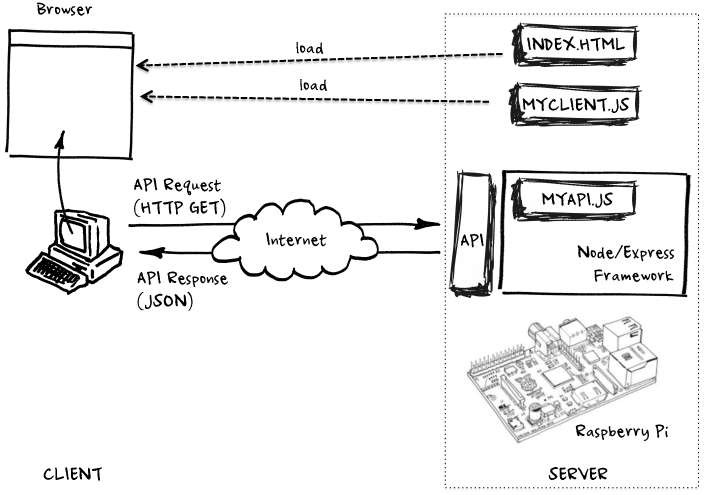 Browser
load
INDEX.HTML
load
MYCLIENT.JS
API Request
(HTTP GET)
Internet
API Response
(JSON)
API
MYAPI.JS
Node/Express
Framework
Raspberry Pi
CLIENT
SERVER